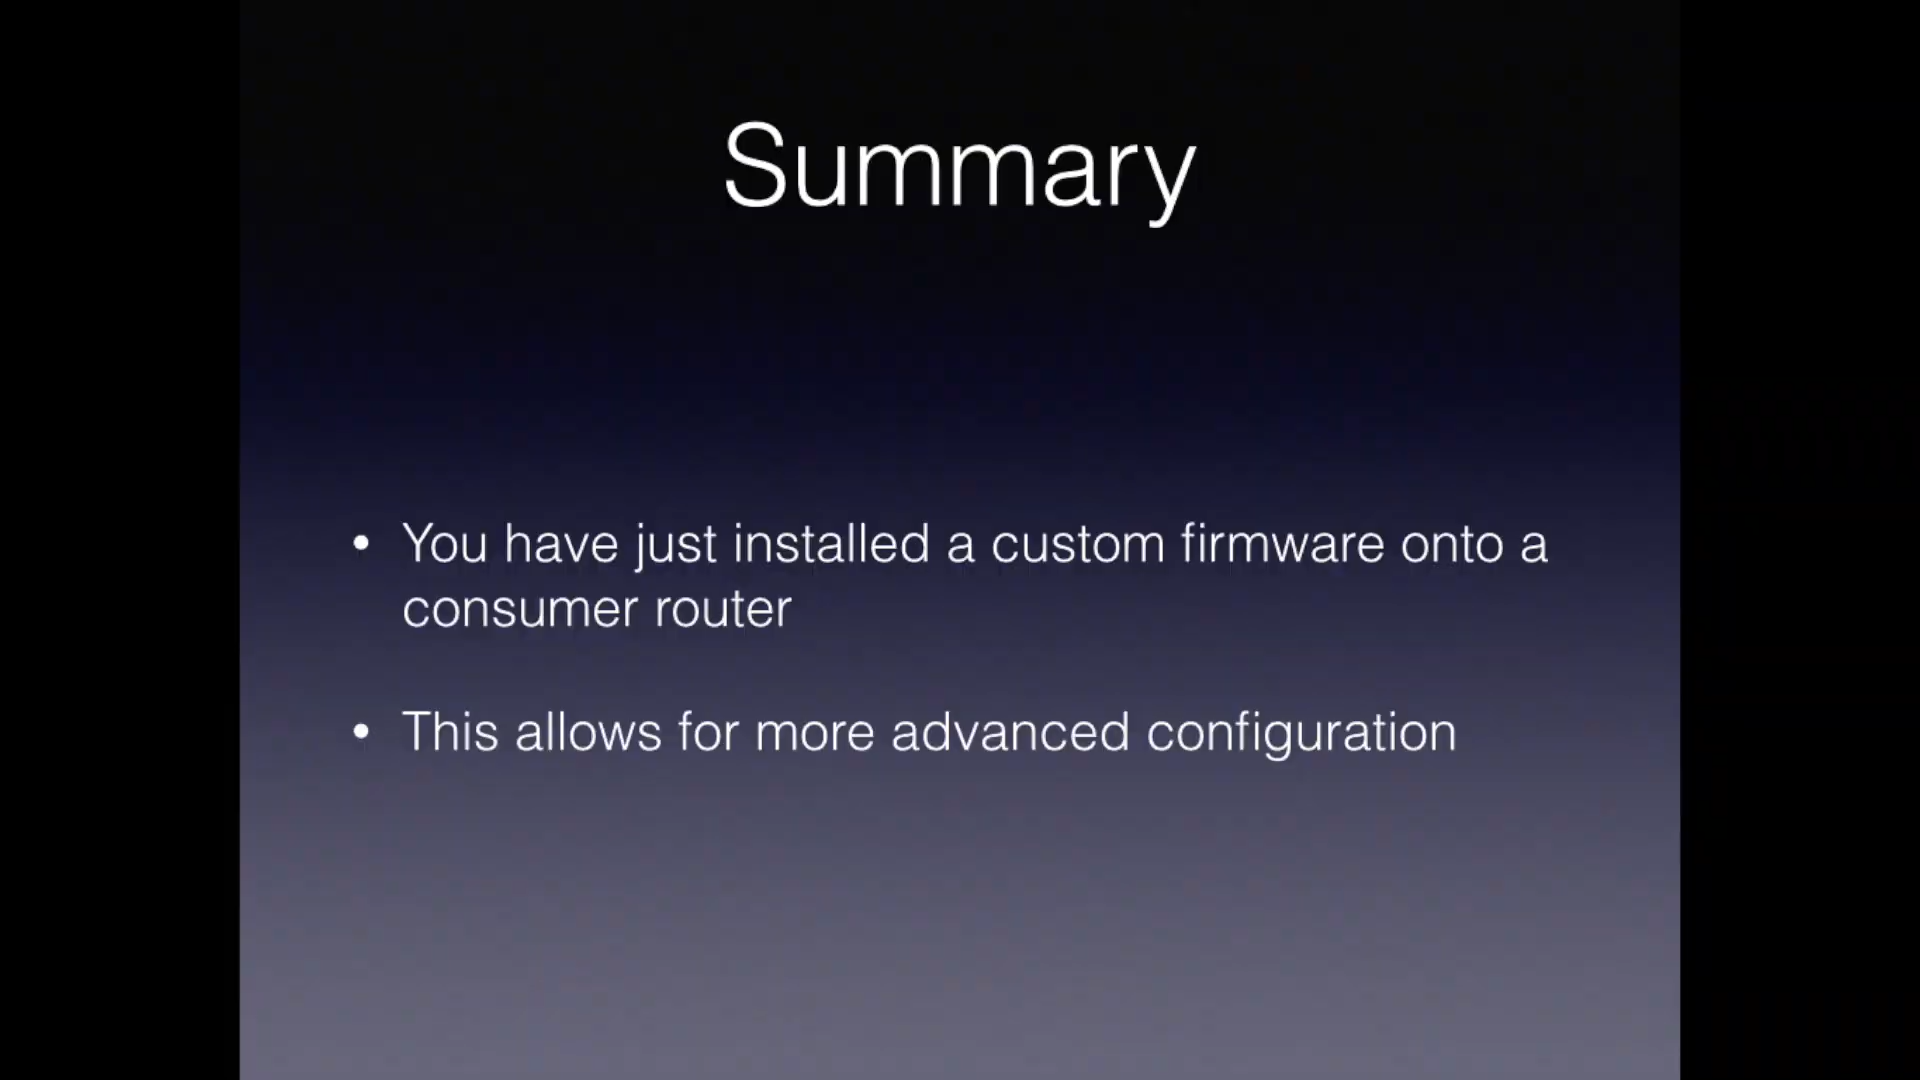 Summary
• You have just installed a custom firmware onto a
consumer router
• This allows for more advanced configuration